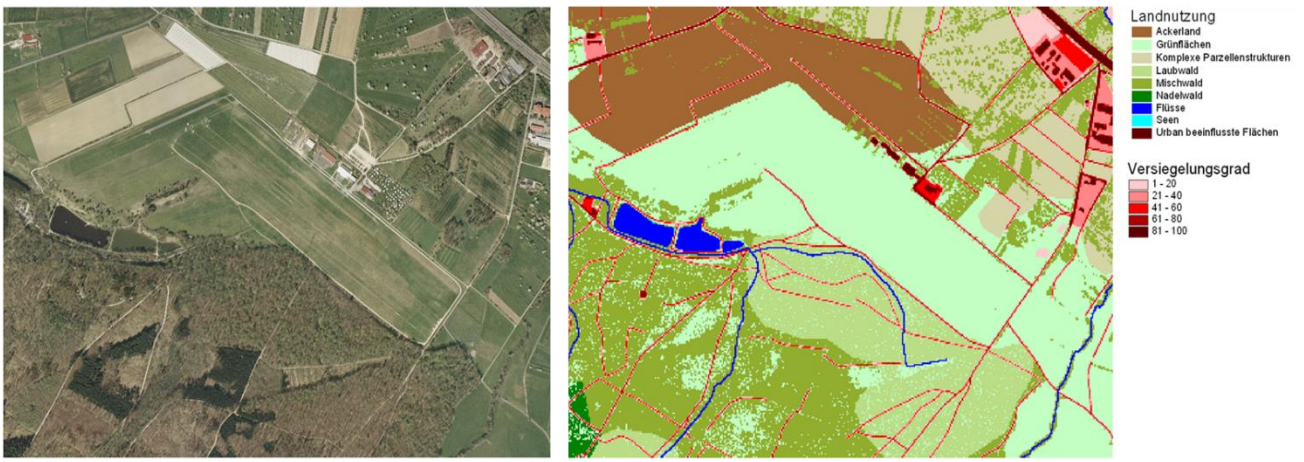 Landnutzung
Ackerland
Grünflächen
Komplexe Parzellenstrukturen
Laubwald
Mischwald
Nadelwald
Flüsse
Seen
Urban beeinflusste Flächen
Versiegelungsgrad
1 - 20
21 - 40
41 - 60
61 - 80
81 - 100